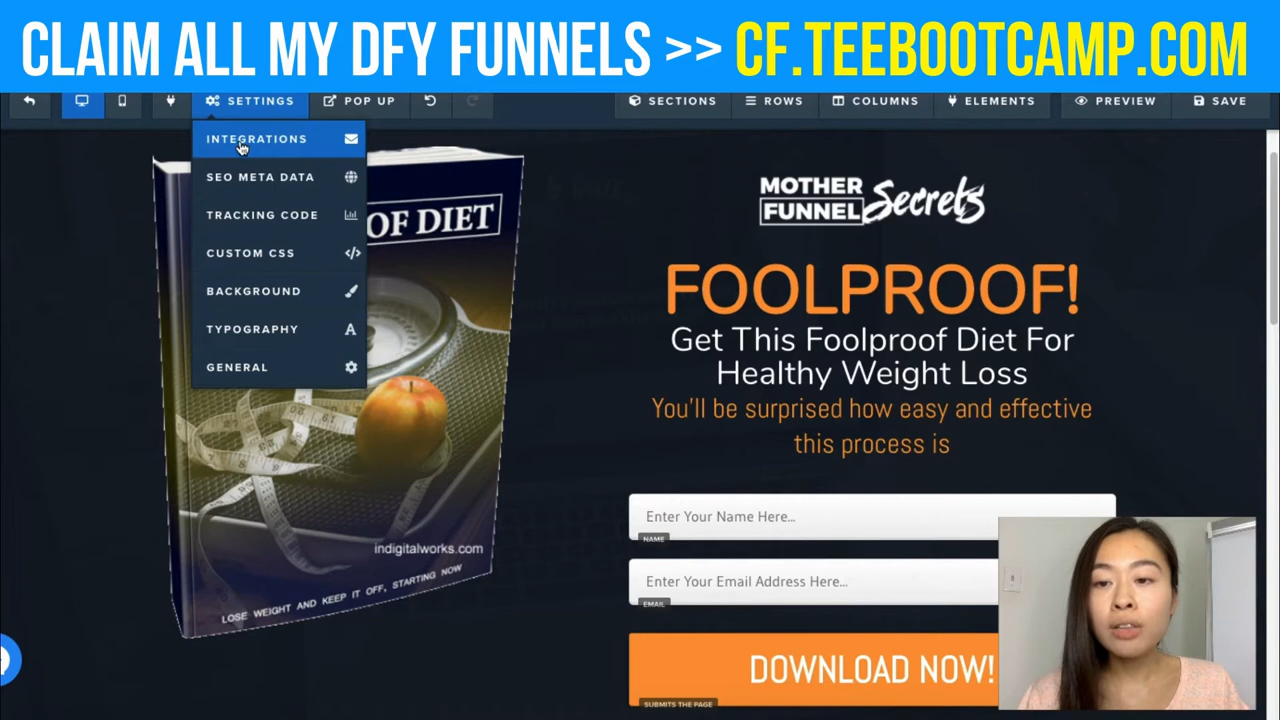 CLAIM ALL MY DFY FUNNELS >> CF.TEEBOOTCAMP.COM
SETTINGS
POP UP
SECTIONS
ROWS
COLUMNS
ELEMENTS
PREVIEW
SAVE
INTEGRATIONS
SEO META DATA
TRACKING CODE
CUSTOM CSS
BACKGROUND
TYPOGRAPHY
GENERAL
OF DIET
indigitalworks.com
LOSE WEIGHT AND KEEP IT OFF, STARTING NOW
MOTHER
FUNNEL Secrets
FOOLPROOF!
Get This Foolproof Diet For
Healthy Weight Loss
You'll be surprised how easy and effective
this process is
Enter Your Name Here...
NAME
Enter Your Email Address Here...
EMAIL
DOWNLOAD NOW!
SUBMITS THE PAGE